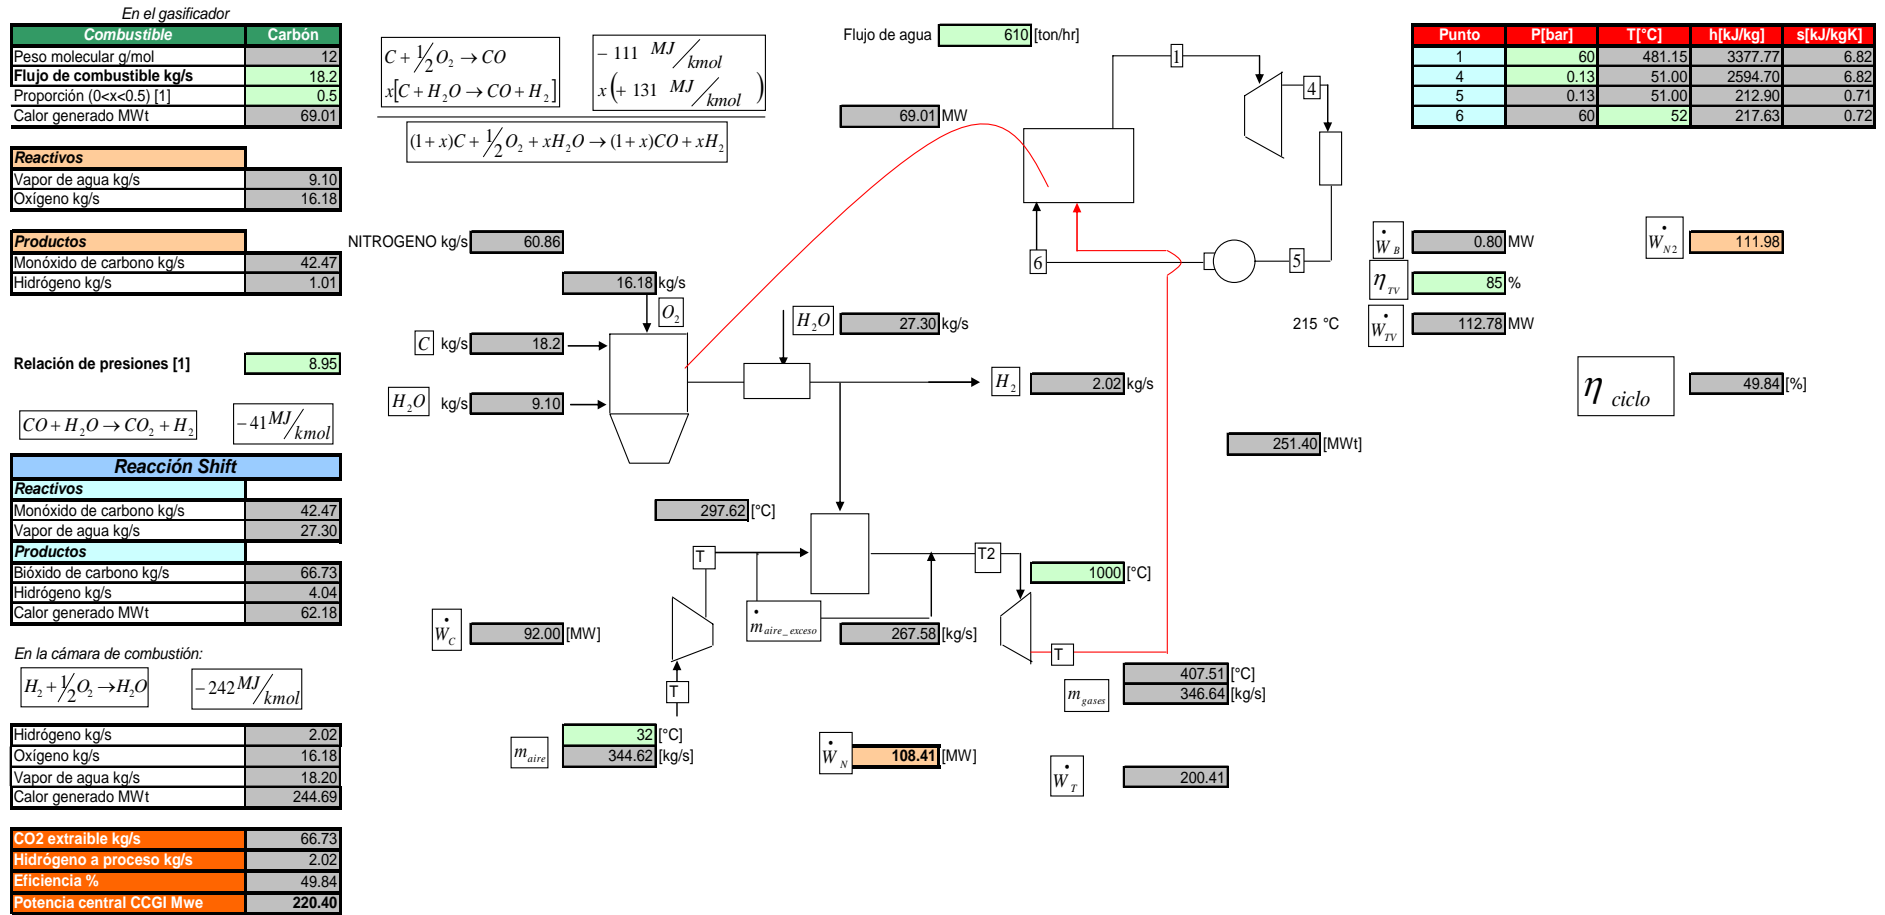 En el gasificador
Combustible Carbón
Peso molecular g/mol 12
Flujo de combustible kg/s 18.2
Proporción (0<x<0.5) [1] 0.5
Calor generado MWt 69.01
Reactivos
Vapor de agua kg/s 9.10
Oxígeno kg/s 16.18
Productos
Monóxido de carbono kg/s 42.47
Hidrógeno kg/s 1.01
Relación de presiones [1] 8.95
CO + H₂O → CO₂ + H₂
− 41 MJ/kmol
Reacción Shift
Reactivos
Monóxido de carbono kg/s 42.47
Vapor de agua kg/s 27.30
Productos
Bióxido de carbono kg/s 66.73
Hidrógeno kg/s 4.04
Calor generado MWt 62.18
En la cámara de combustión:
H₂ + ½O₂ → H₂O
− 242 MJ/kmol
Hidrógeno kg/s 2.02
Oxígeno kg/s 16.18
Vapor de agua kg/s 18.20
Calor generado MWt 244.69
CO2 extraible kg/s 66.73
Hidrógeno a proceso kg/s 2.02
Eficiencia % 49.84
Potencia central CCGI Mwe 220.40
C + ½O₂ → CO
x[C + H₂O → CO + H₂]
− 111 MJ/kmol
x(+ 131 MJ/kmol)
(1 + x)C + ½O₂ + xH₂O → (1 + x)CO + xH₂
Flujo de agua 610 [ton/hr]
69.01 MW
1
4
5
6
NITROGENO kg/s 60.86
16.18 kg/s
O₂
C kg/s 18.2
H₂O kg/s 9.10
H₂O 27.30 kg/s
H₂ 2.02 kg/s
251.40 [MWt]
297.62 [°C]
T
T2
1000 [°C]
ṁ aire_exceso 267.58 [kg/s]
Ẇ C 92.00 [MW]
T
T
407.51 [°C]
m gases 346.64 [kg/s]
32 [°C]
m aire 344.62 [kg/s]
Ẇ N 108.41 [MW]
Ẇ T 200.41
Punto P[bar] T[°C] h[kJ/kg] s[kJ/kgK]
1 60 481.15 3377.77 6.82
4 0.13 51.00 2594.70 6.82
5 0.13 51.00 212.90 0.71
6 60 52 217.63 0.72
Ẇ B 0.80 MW
Ẇ N2 111.98
η TV 85 %
215 °C
Ẇ TV 112.78 MW
η ciclo 49.84 [%]